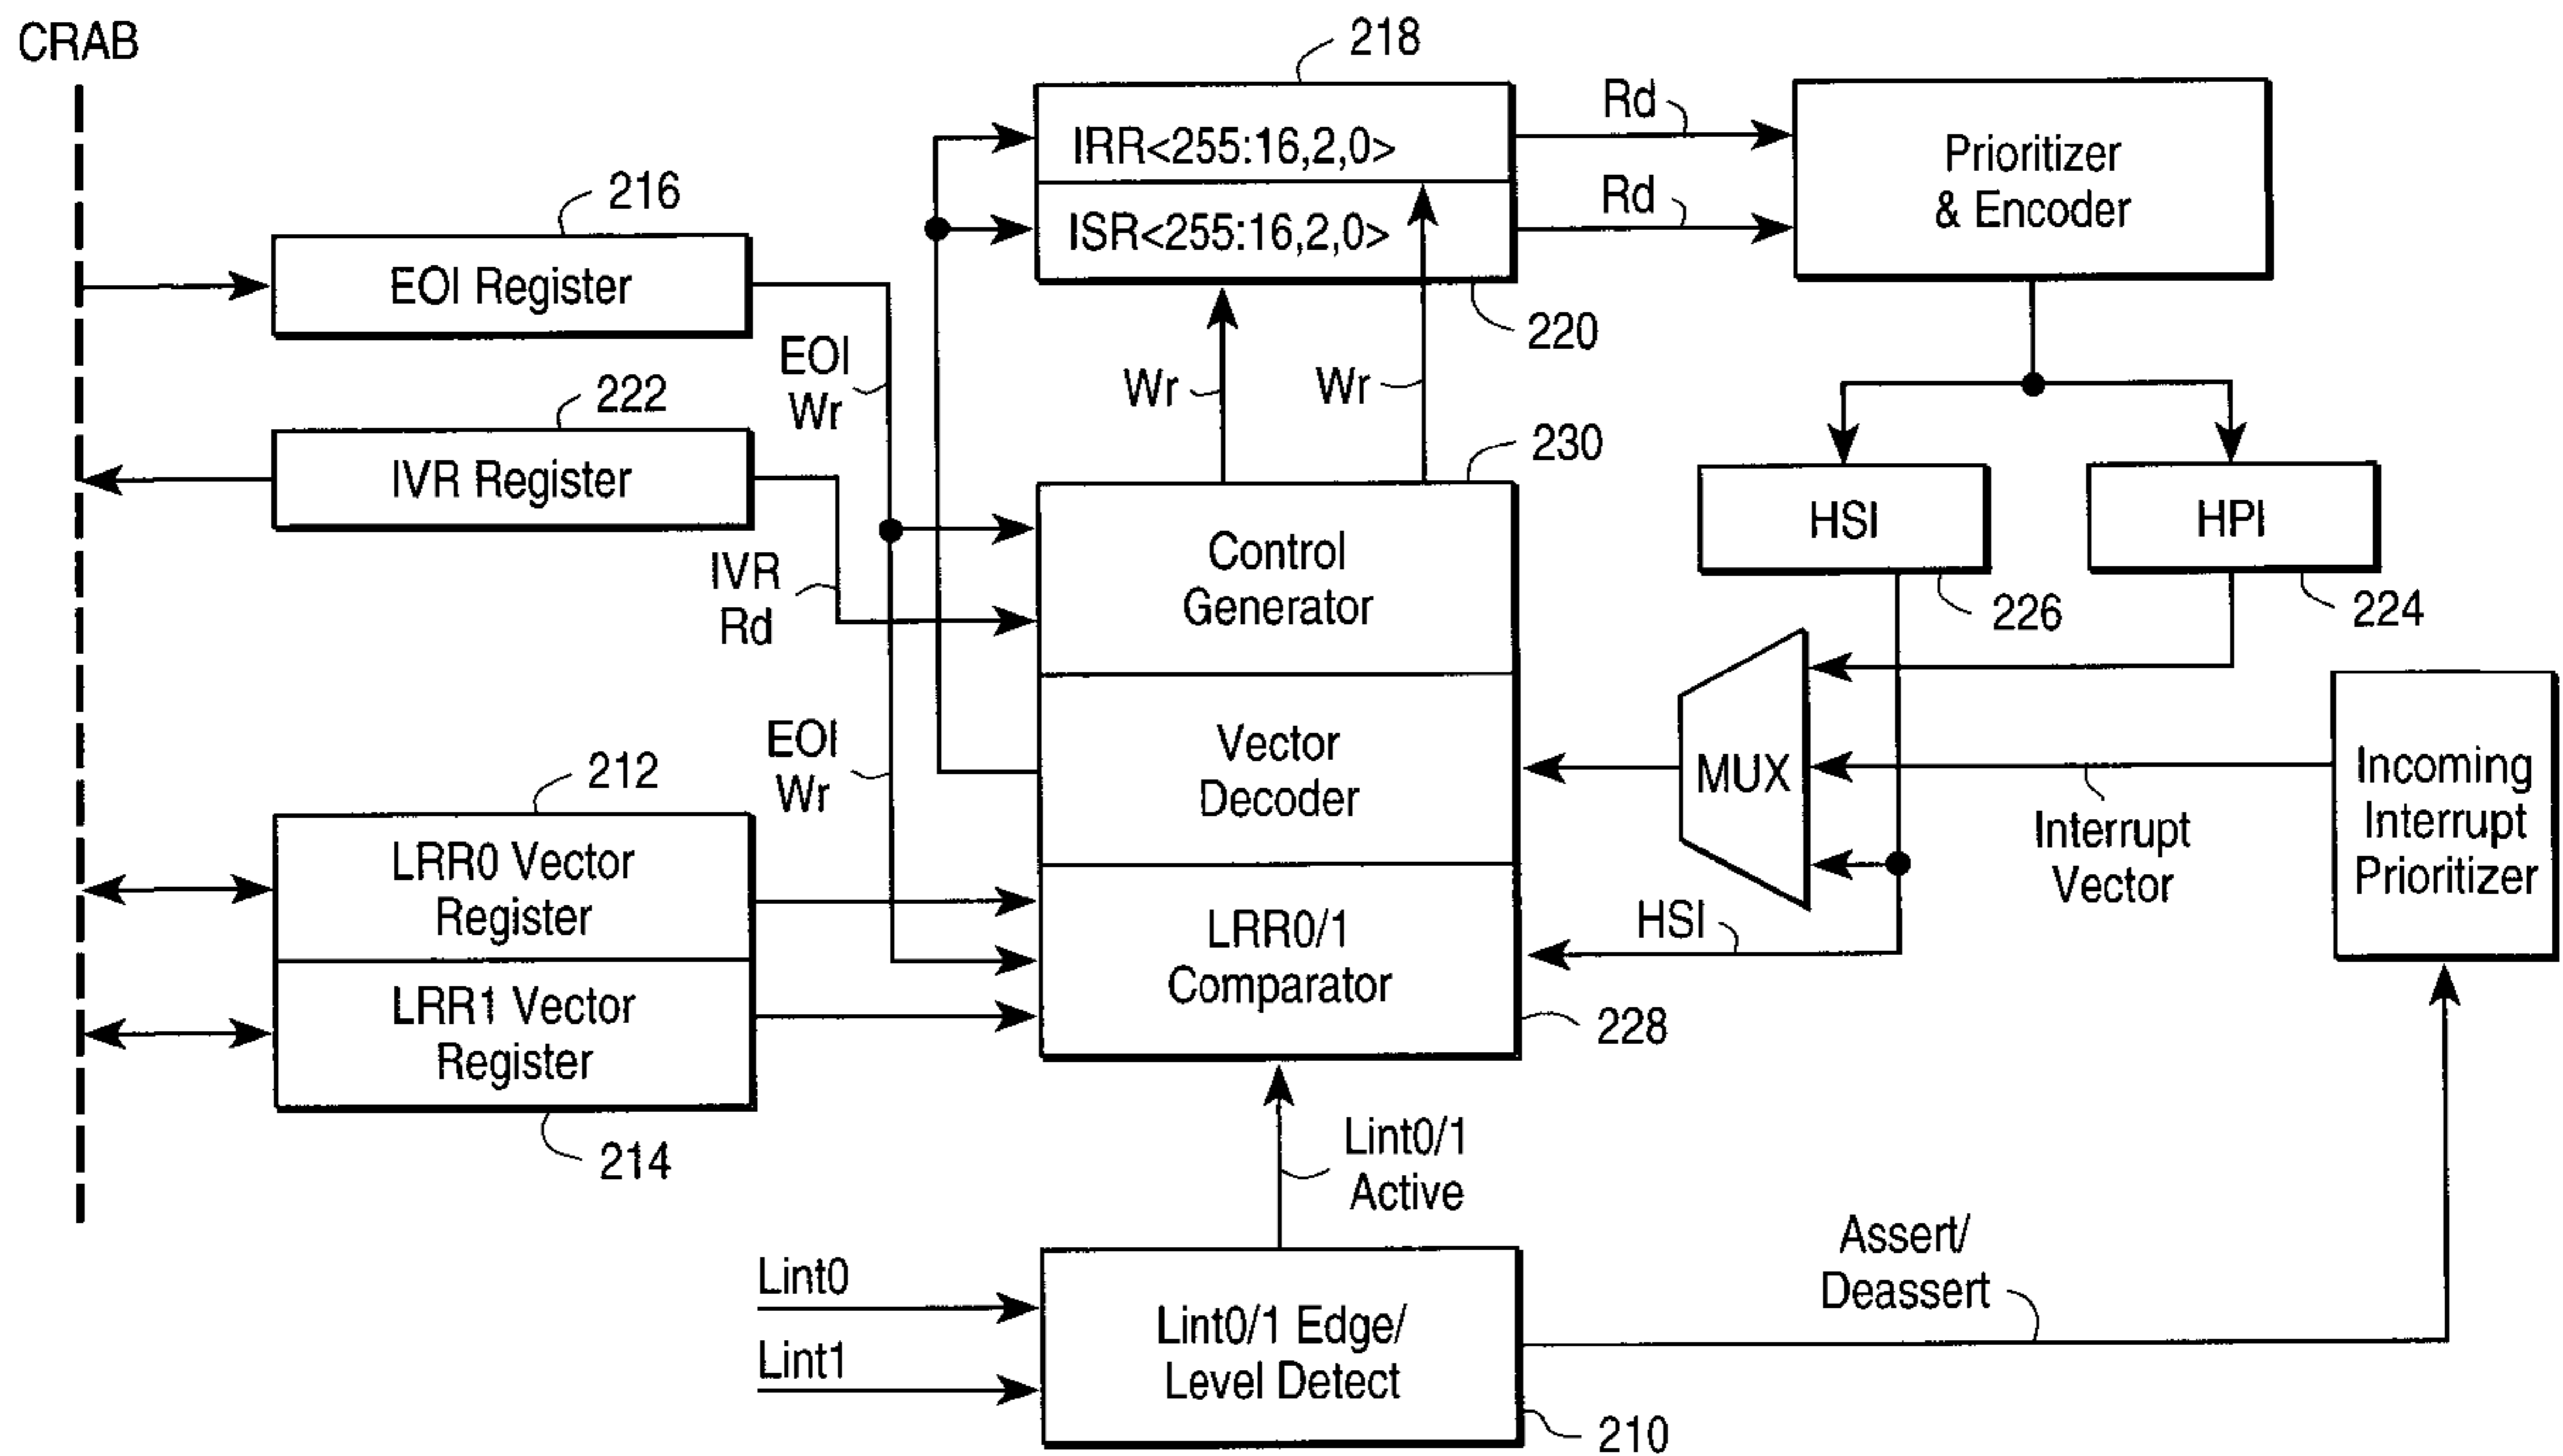 CRAB
218
IRR<255:16,2,0>
ISR<255:16,2,0>
220
Rd
Rd
Prioritizer
& Encoder
216
EOI Register
EOI
Wr
222
IVR Register
IVR
Rd
Wr
Wr
230
Control
Generator
Vector
Decoder
LRR0/1
Comparator
228
HSI
226
HPI
224
MUX
Interrupt
Vector
Incoming
Interrupt
Prioritizer
HSI
EOI
Wr
212
LRR0 Vector
Register
LRR1 Vector
Register
214
Lint0/1
Active
Lint0
Lint1
Lint0/1 Edge/
Level Detect
210
Assert/
Deassert